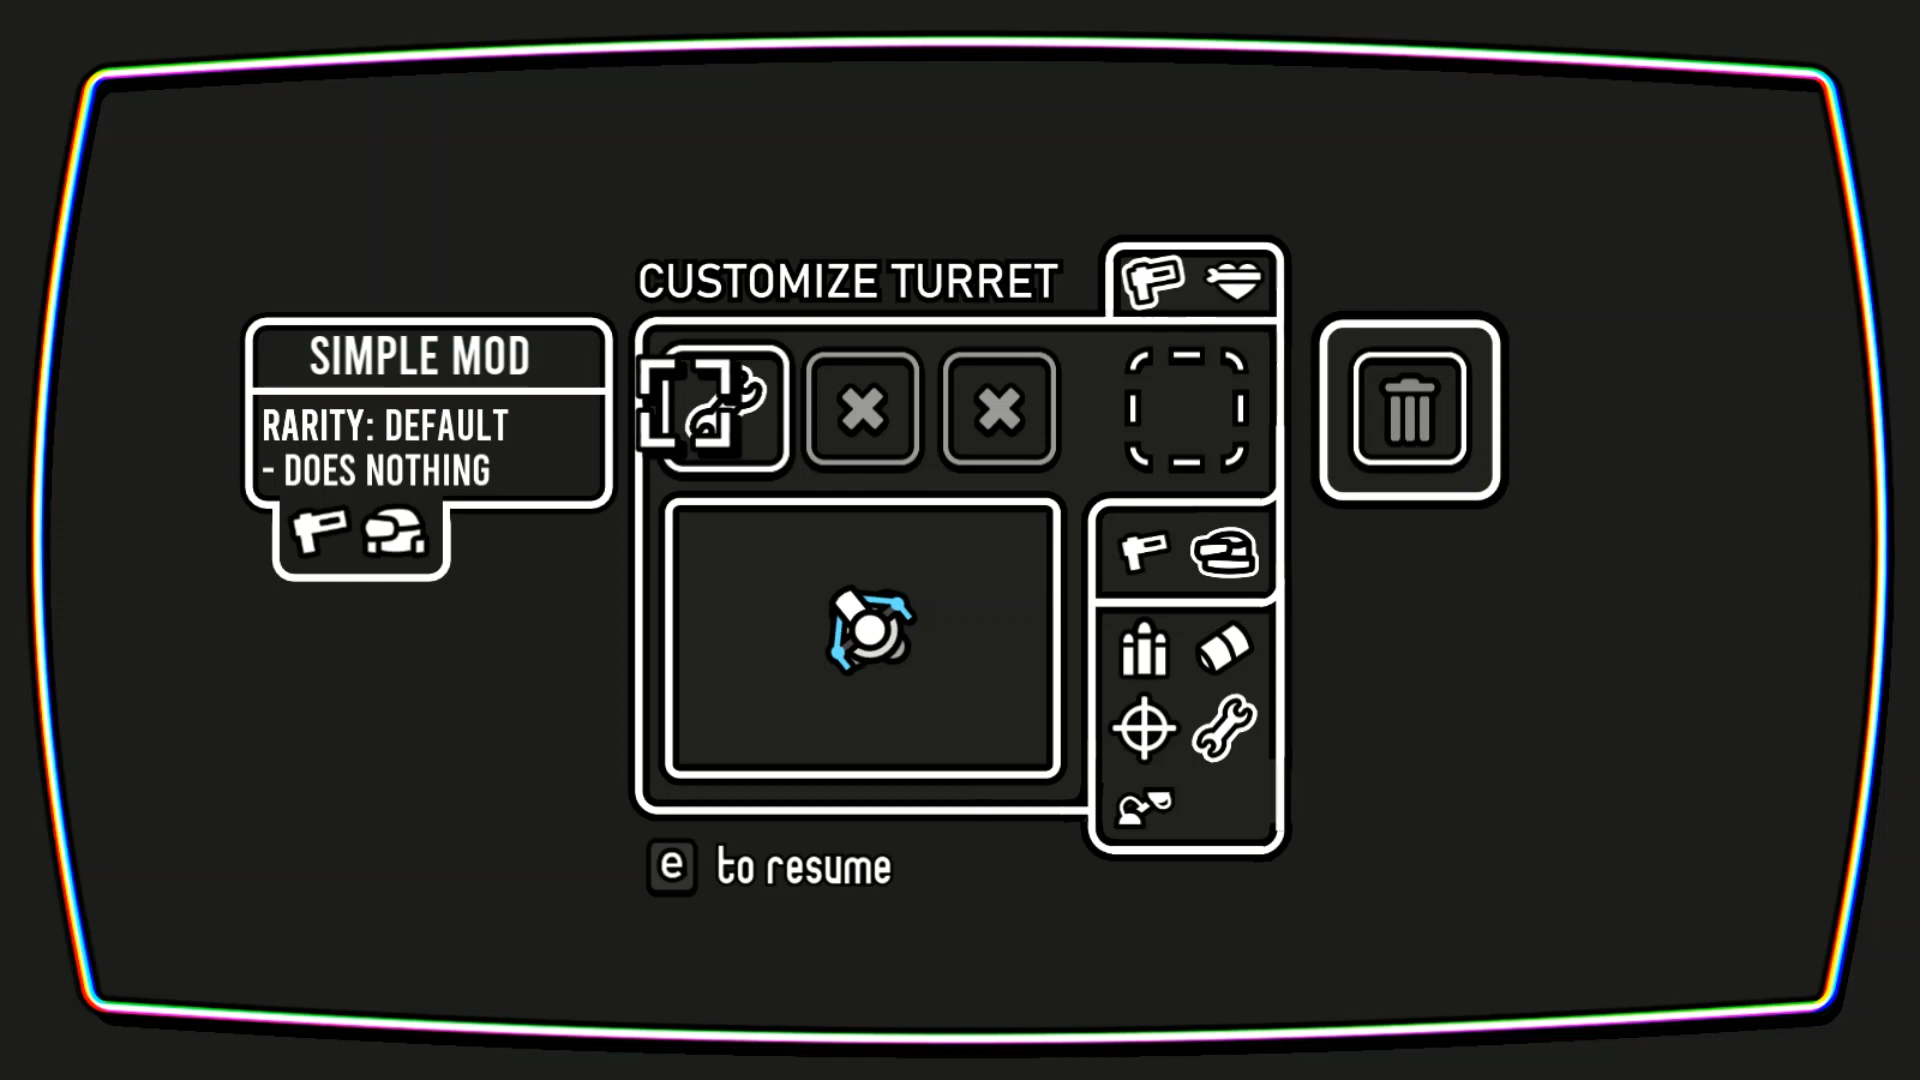 CUSTOMIZE TURRET
SIMPLE MOD
RARITY: DEFAULT
- DOES NOTHING
e to resume